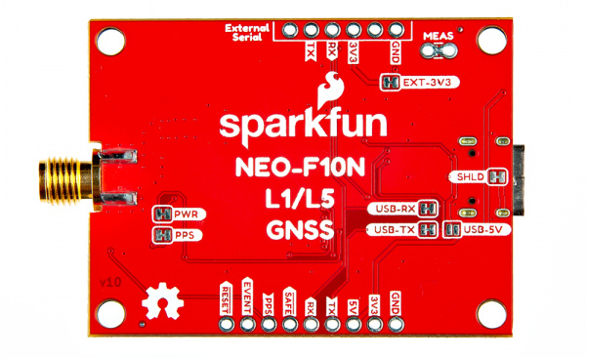 External
Serial
TX
RX
3V3
GND
MEAS
EXT-3V3
sparkfun
NEO-F10N
L1/L5
GNSS
SHLD
PWR
PPS
USB-RX
USB-TX
USB-5V
v10
RESET
EVENT
PPS
SAFE
RX
TX
5V
3V3
GND